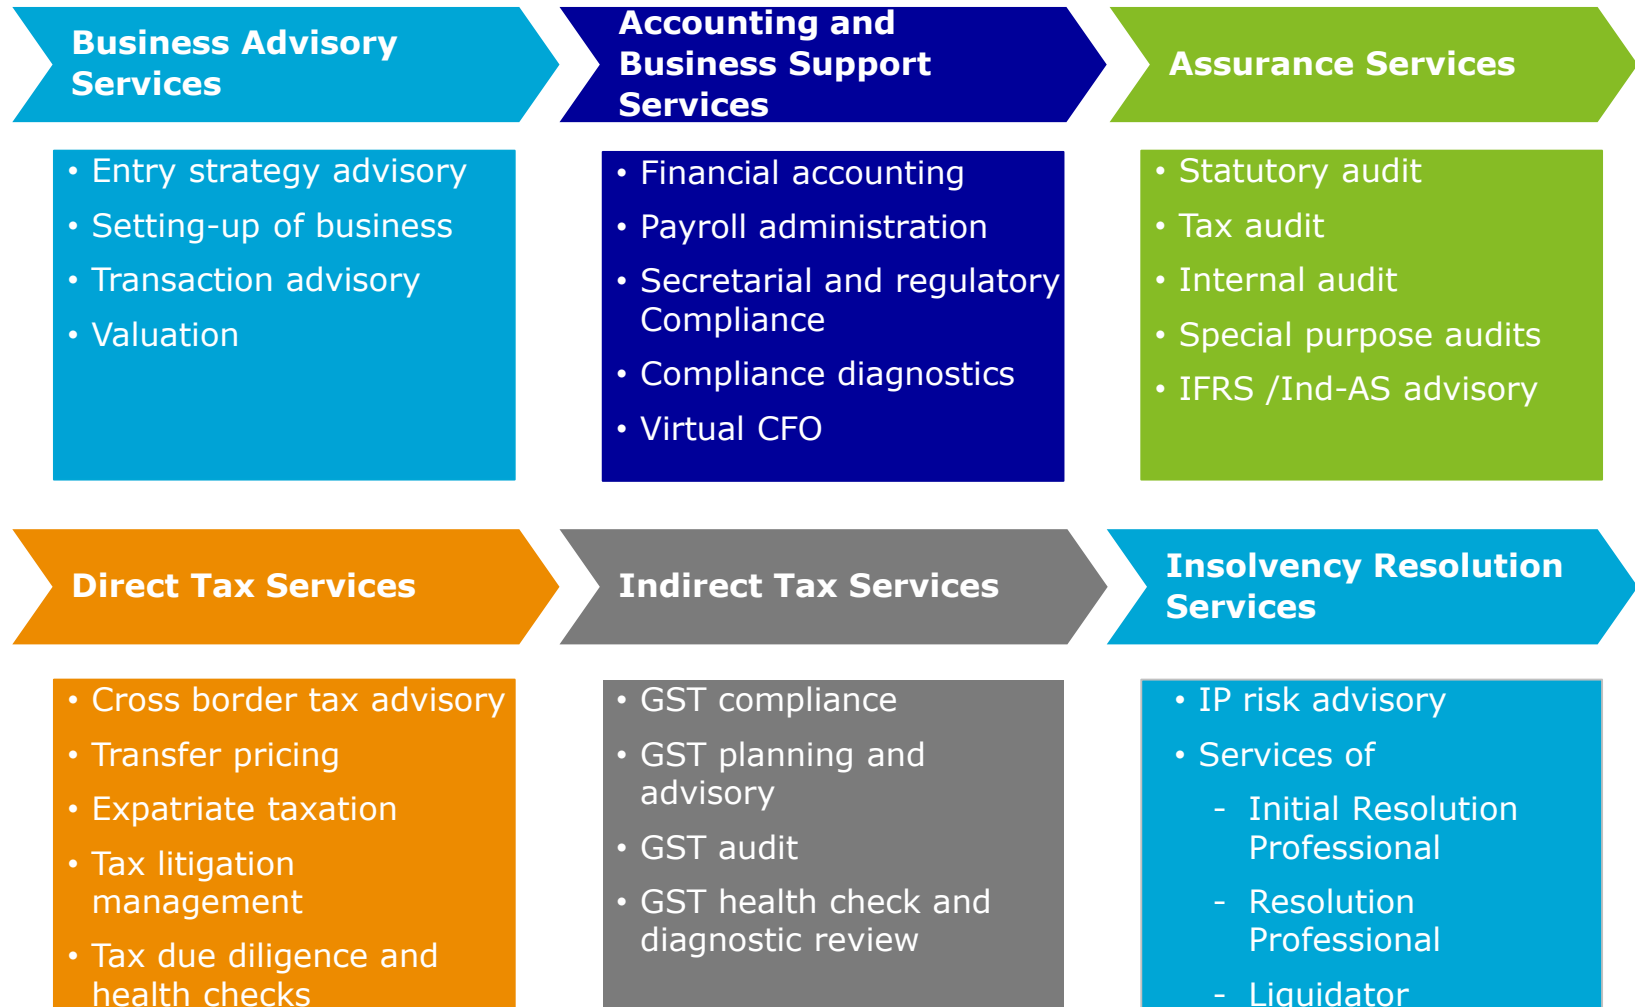 Business Advisory
Services
• Entry strategy advisory
• Setting-up of business
• Transaction advisory
• Valuation
Accounting and
Business Support
Services
• Financial accounting
• Payroll administration
• Secretarial and regulatory
Compliance
• Compliance diagnostics
• Virtual CFO
Assurance Services
• Statutory audit
• Tax audit
• Internal audit
• Special purpose audits
• IFRS /Ind-AS advisory
Direct Tax Services
• Cross border tax advisory
• Transfer pricing
• Expatriate taxation
• Tax litigation
management
• Tax due diligence and
health checks
Indirect Tax Services
• GST compliance
• GST planning and
advisory
• GST audit
• GST health check and
diagnostic review
Insolvency Resolution
Services
• IP risk advisory
• Services of
- Initial Resolution
Professional
- Resolution
Professional
- Liquidator